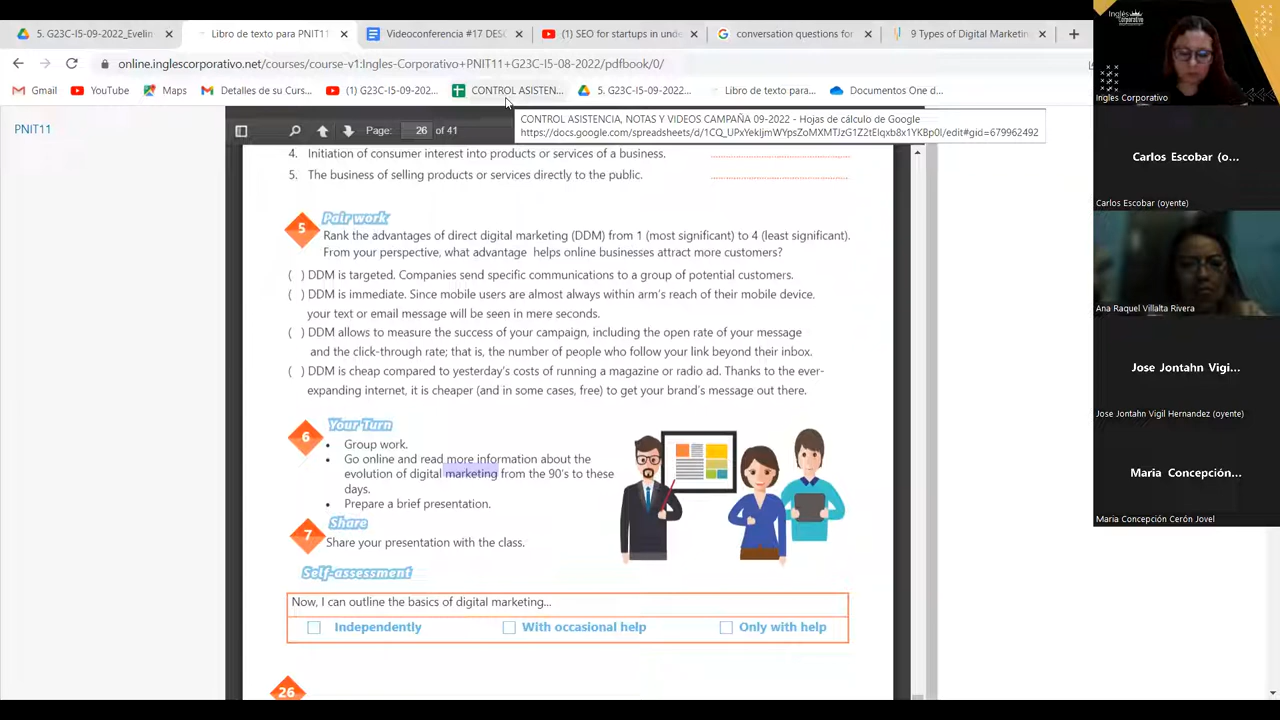 5. G23C-I5-09-2022_Evelin
Libro de texto para PNIT11
Videoconferencia #17 DESC
(1) SEO for startups in unde
conversation questions for
9 Types of Digital Marketin
online.inglescorporativo.net/courses/course-v1:Ingles-Corporativo+PNIT11+G23C-I5-08-2022/pdfbook/0/
Gmail
YouTube
Maps
Detalles de su Curs...
(1) G23C-I5-09-202...
CONTROL ASISTEN...
5. G23C-I5-09-2022...
Libro de texto para...
Documentos One d...
CONTROL ASISTENCIA, NOTAS Y VIDEOS CAMPAÑA 09-2022 - Hojas de cálculo de Google
PNIT11
Page: 26 of 41
4. Initiation of consumer interest into products or services of a business.
5. The business of selling products or services directly to the public.
5
Pair work
Rank the advantages of direct digital marketing (DDM) from 1 (most significant) to 4 (least significant).
From your perspective, what advantage helps online businesses attract more customers?
( ) DDM is targeted. Companies send specific communications to a group of potential customers.
( ) DDM is immediate. Since mobile users are almost always within arm's reach of their mobile device,
your text or email message will be seen in mere seconds.
( ) DDM allows to measure the success of your campaign, including the open rate of your message
and the click-through rate; that is, the number of people who follow your link beyond their inbox.
( ) DDM is cheap compared to yesterday's costs of running a magazine or radio ad. Thanks to the ever-
expanding internet, it is cheaper (and in some cases, free) to get your brand's message out there.
6
Your Turn
• Group work.
• Go online and read more information about the
evolution of digital marketing from the 90's to these
days.
• Prepare a brief presentation.
7
Share
Share your presentation with the class.
Self-assessment
Now, I can outline the basics of digital marketing...
Independently
With occasional help
Only with help
26
Inglés
Corporativo
Ingles Corporativo
Carlos Escobar (o...
Carlos Escobar (oyente)
Ana Raquel Villalta Rivera
Jose Jontahn Vigi...
Jose Jontahn Vigil Hernandez (oyente)
Maria Concepción...
Maria Concepción Cerón Jovel